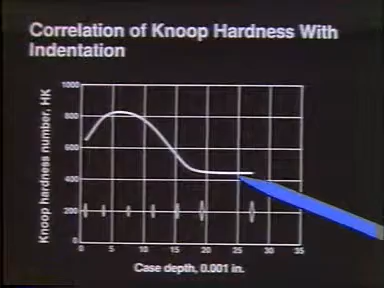 Correlation of Knoop Hardness With
Indentation
Knoop hardness number, HK
1000
800
600
400
200
0
0 5 10 15 20 25 30 35
Case depth, 0.001 in.